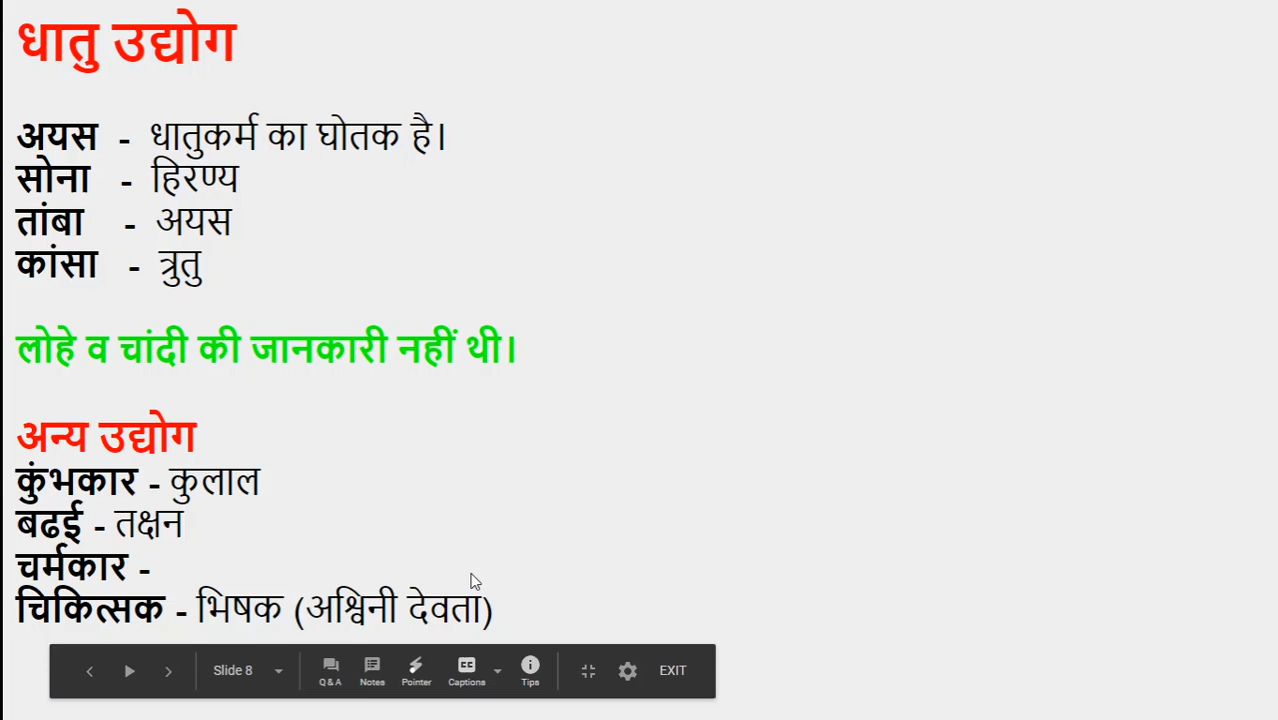 धातु उद्योग
अयस - धातुकर्म का घोतक है।
सोना - हिरण्य
तांबा - अयस
कांसा - त्रुतु
लोहे व चांदी की जानकारी नहीं थी।
अन्य उद्योग
कुंभकार - कुलाल
बढई - तक्षन
चर्मकार -
चिकित्सक - भिषक (अश्विनी देवता)
Slide 8
Q & A Notes Pointer Captions Tips EXIT